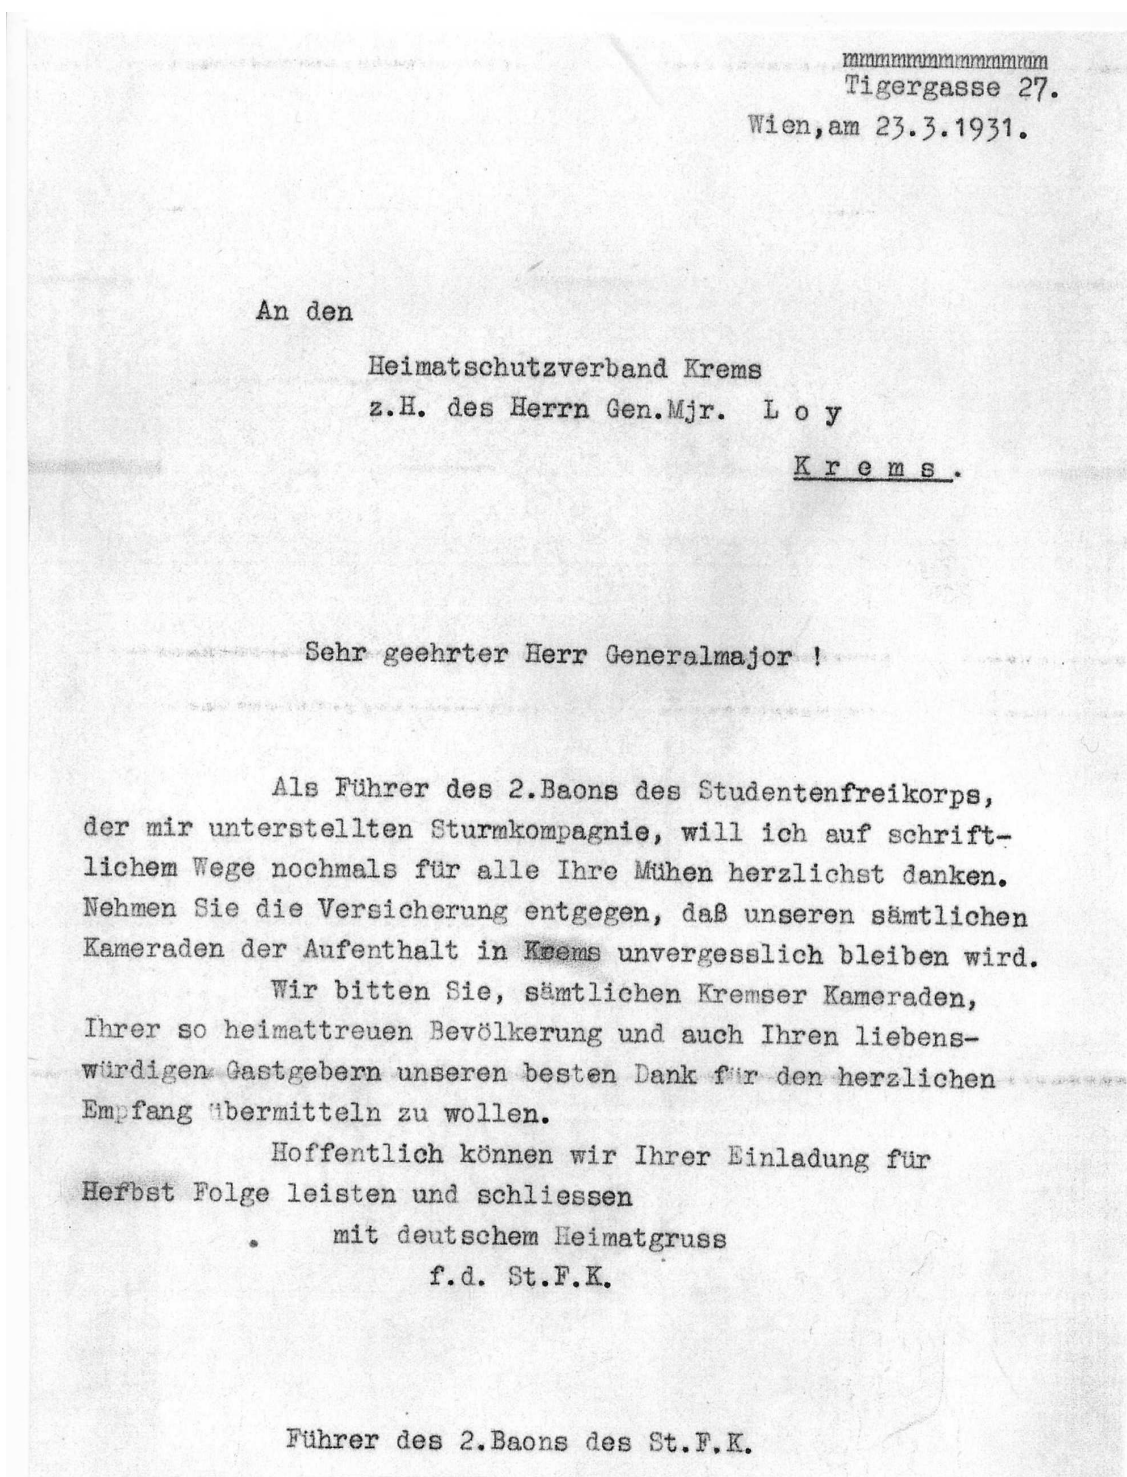 Tigergasse 27.
Wien,am 23.3.1931.
An den
Heimatschutzverband Krems
z.H. des Herrn Gen.Mjr. L o y
K r e m s .
Sehr geehrter Herr Generalmajor !
Als Führer des 2.Baons des Studentenfreikorps,
der mir unterstellten Sturmkompagnie, will ich auf schrift-
lichem Wege nochmals für alle Ihre Mühen herzlichst danken.
Nehmen Sie die Versicherung entgegen, daß unseren sämtlichen
Kameraden der Aufenthalt in Krems unvergesslich bleiben wird.
Wir bitten Sie, sämtlichen Kremser Kameraden,
Ihrer so heimattreuen Bevölkerung und auch Ihren liebens-
würdigen Gastgebern unseren besten Dank für den herzlichen
Empfang übermitteln zu wollen.
Hoffentlich können wir Ihrer Einladung für
Herbst Folge leisten und schliessen
mit deutschem Heimatgruss
f.d. St.F.K.
Führer des 2.Baons des St.F.K.